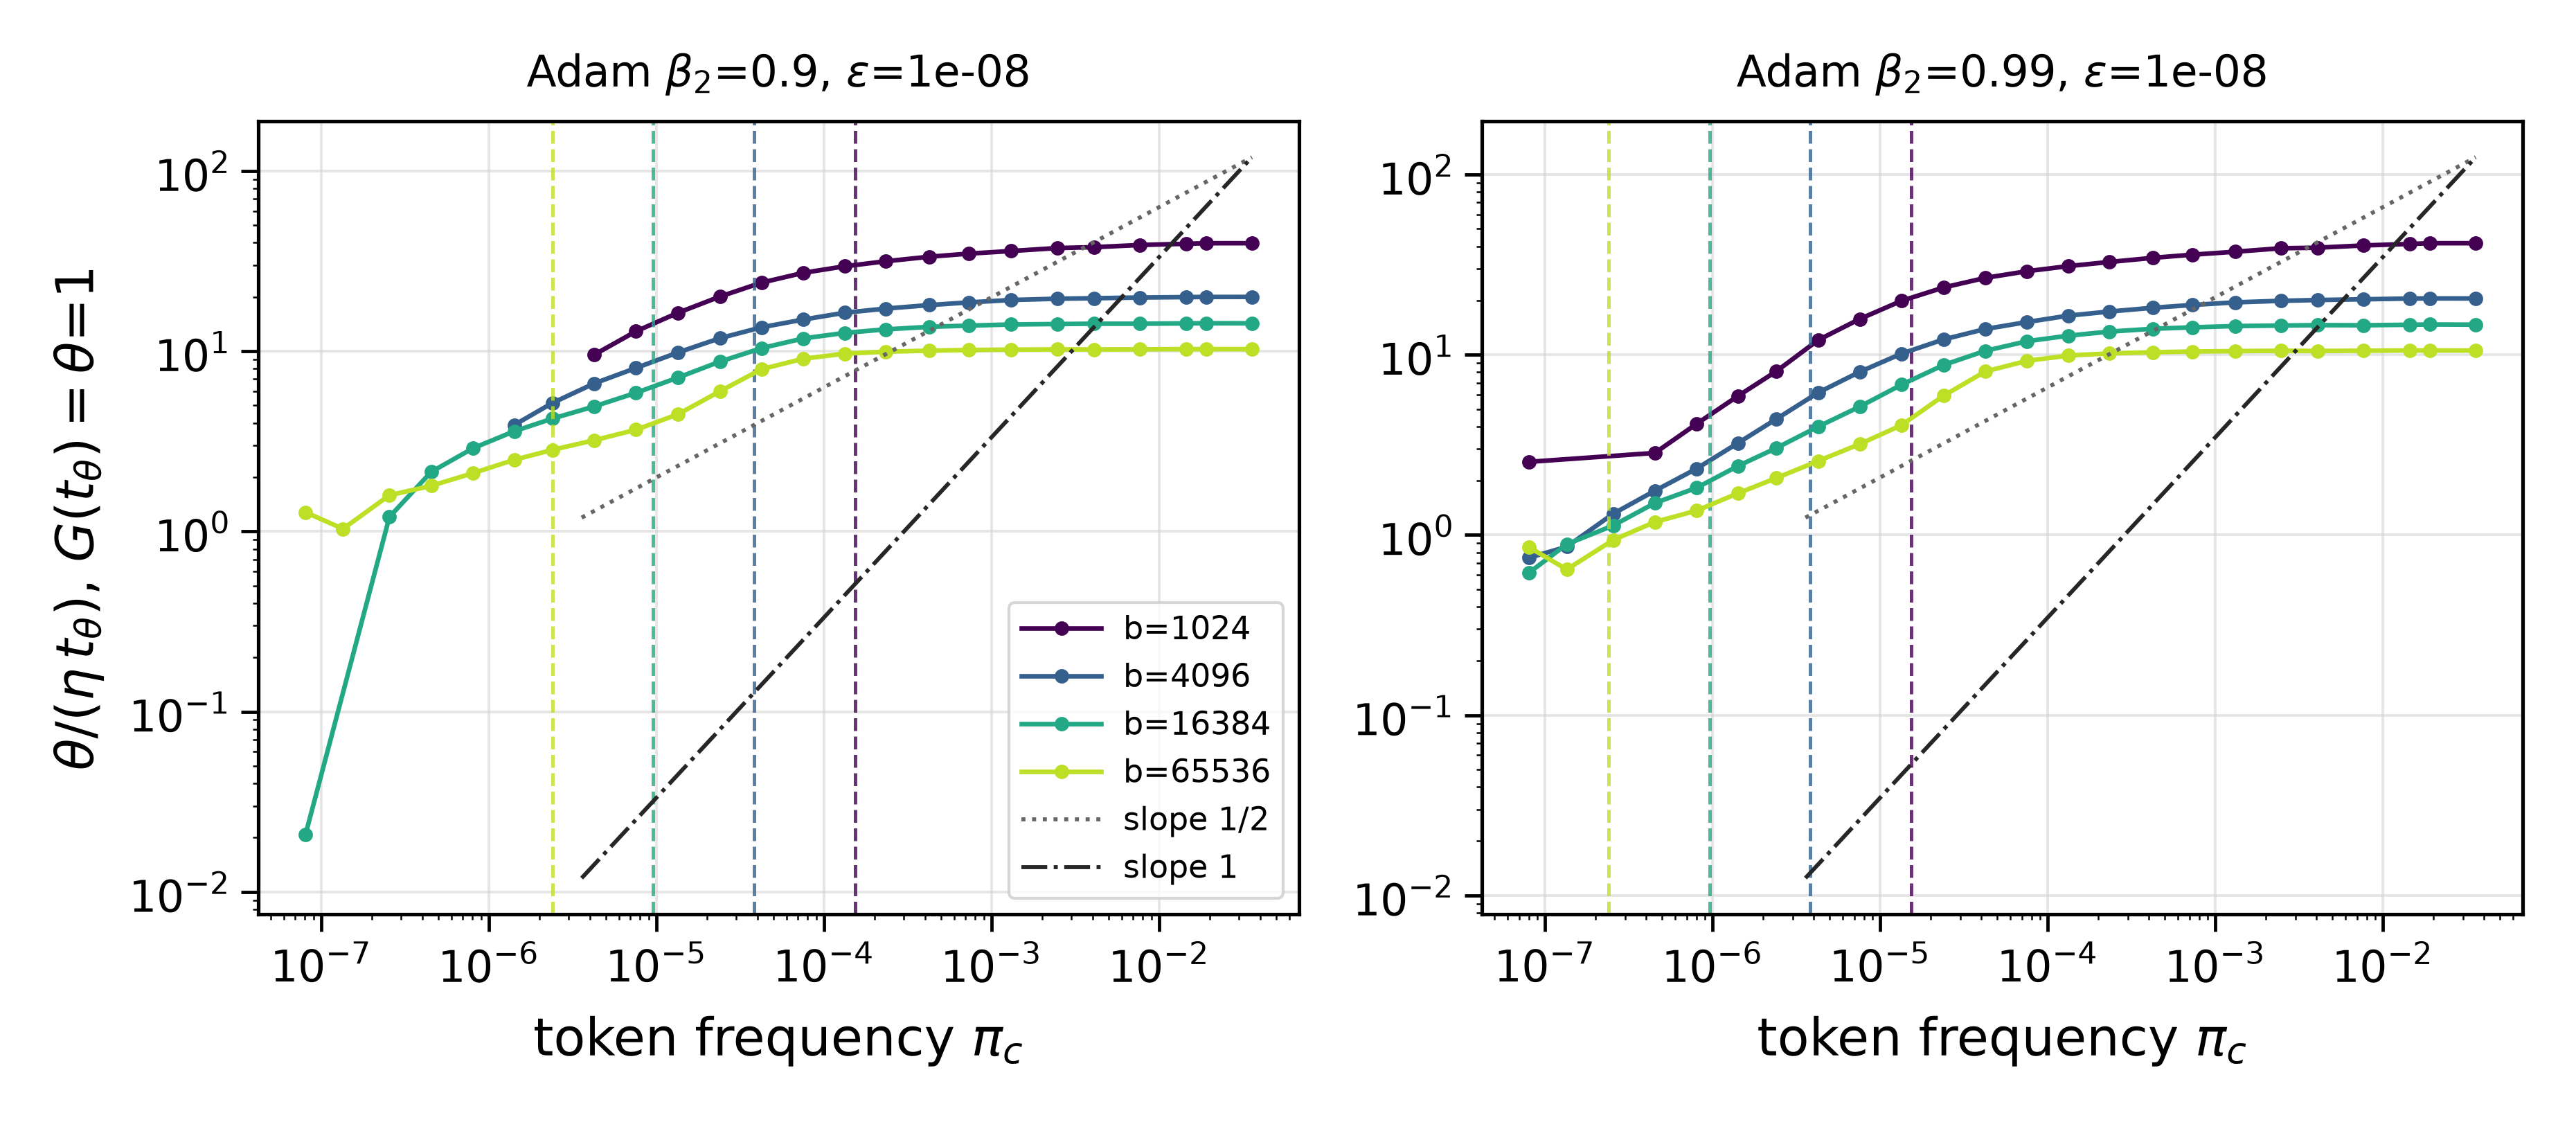 Adam β₂=0.9, ε=1e-08
θ/(η t_θ), G(t_θ) = θ=1
10²
10¹
10⁰
10⁻¹
10⁻²
b=1024
b=4096
b=16384
b=65536
slope 1/2
slope 1
10⁻⁷ 10⁻⁶ 10⁻⁵ 10⁻⁴ 10⁻³ 10⁻²
token frequency π_c
Adam β₂=0.99, ε=1e-08
10²
10¹
10⁰
10⁻¹
10⁻²
10⁻⁷ 10⁻⁶ 10⁻⁵ 10⁻⁴ 10⁻³ 10⁻²
token frequency π_c